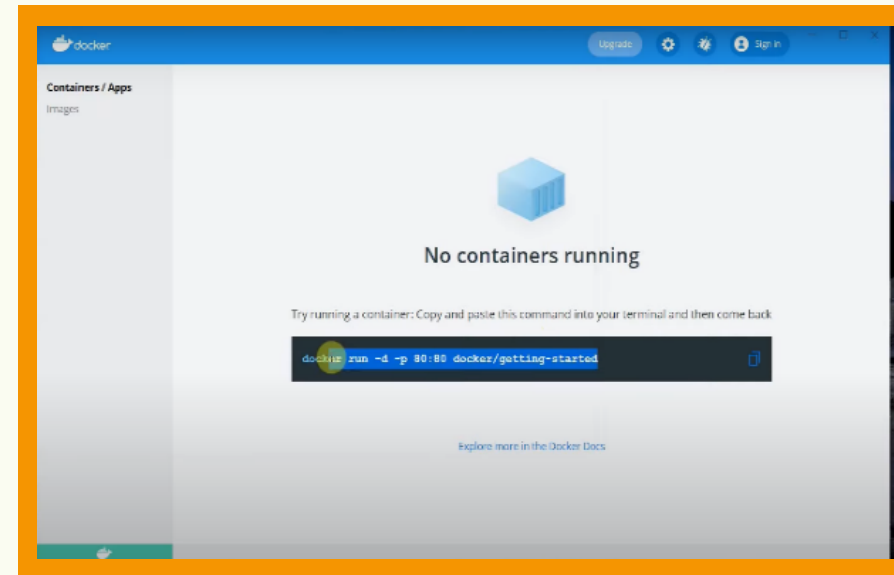 docker
Upgrade
Sign in
Containers / Apps
Images
No containers running
Try running a container: Copy and paste this command into your terminal and then come back
docker run -d -p 80:80 docker/getting-started
Explore more in the Docker Docs